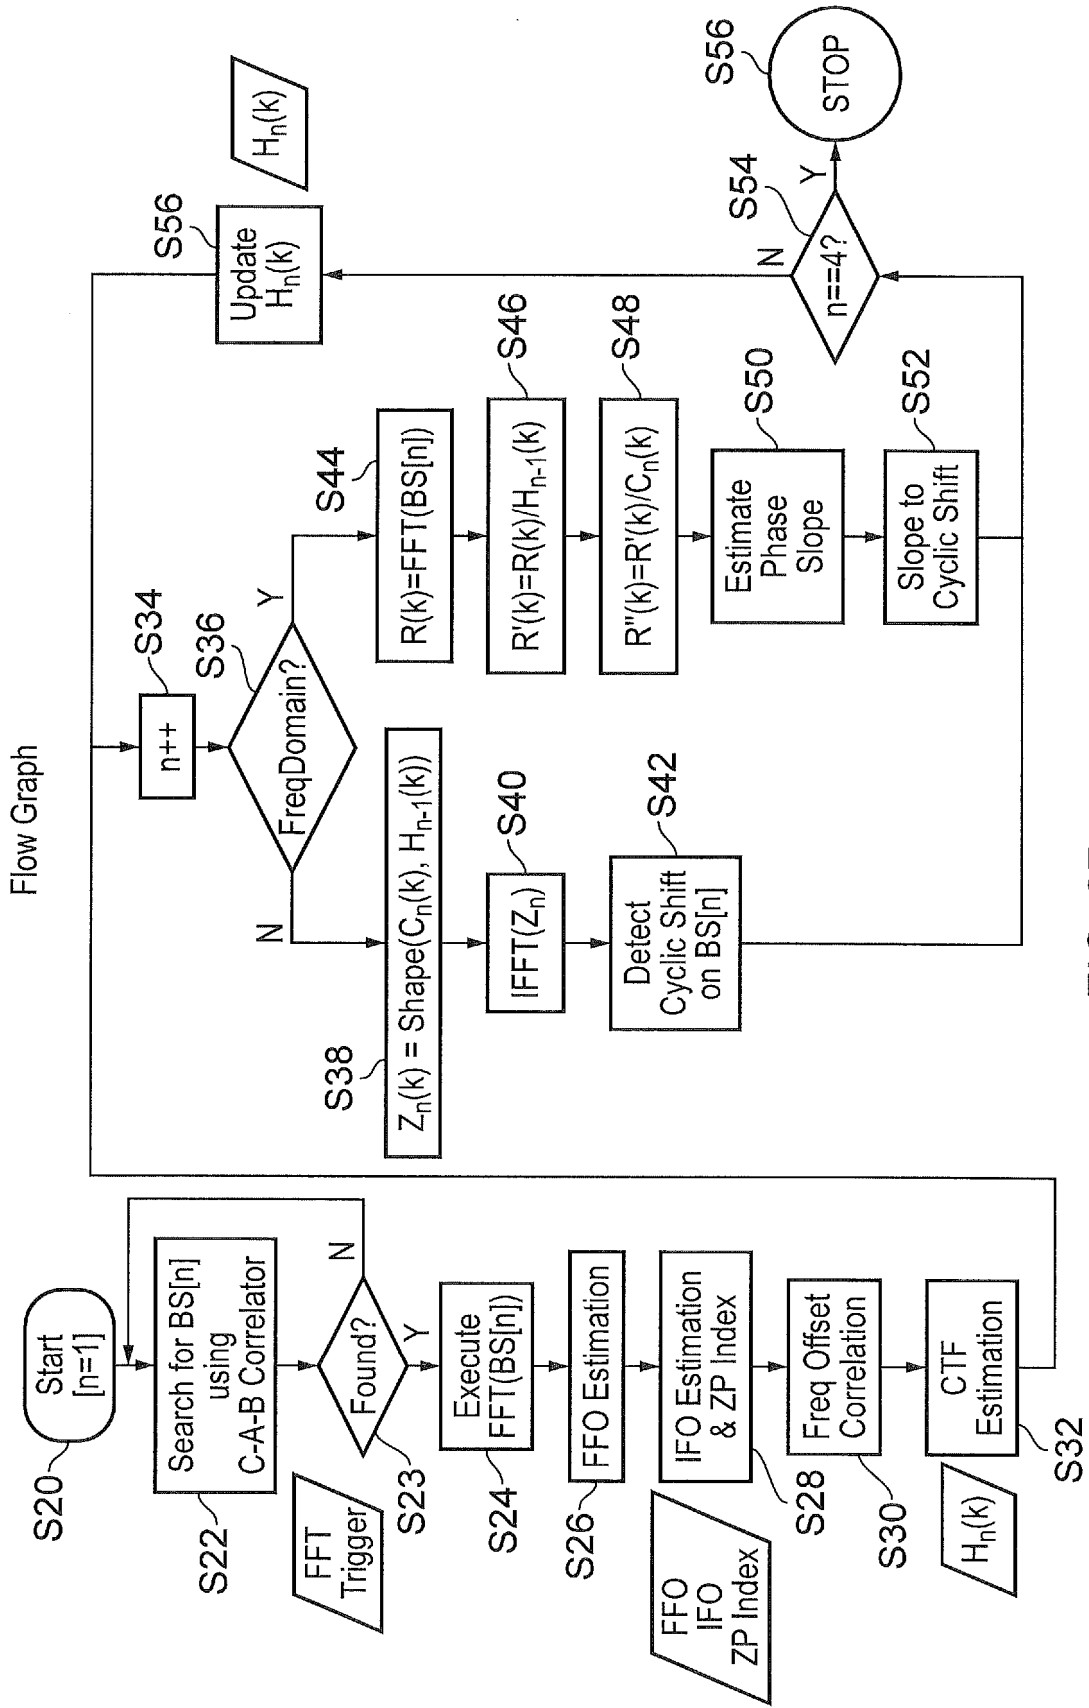 Flow Graph
S20
Start
[n=1]
S22
Search for BS[n]
using
C-A-B Correlator
FFT
Trigger
S23
Found?
N
Y
S24
Execute
FFT(BS[n])
S26
FFO Estimation
FFO
IFO
ZP Index
S28
IFO Estimation
& ZP Index
S30
Freq Offset
Correlation
Hn(k)
S32
CTF
Estimation
S34
n++
S36
FreqDomain?
N
Y
S38
Zn(k) = Shape(Cn(k), Hn-1(k))
S40
IFFT(Zn)
S42
Detect
Cyclic Shift
on BS[n]
S44
R(k)=FFT(BS[n])
S46
R'(k)=R(k)/Hn-1(k)
S48
R"(k)=R'(k)/Cn(k)
S50
Estimate
Phase
Slope
S52
Slope to
Cyclic Shift
S54
n==4?
N
Y
S56
Update
Hn(k)
Hn(k)
S56
STOP